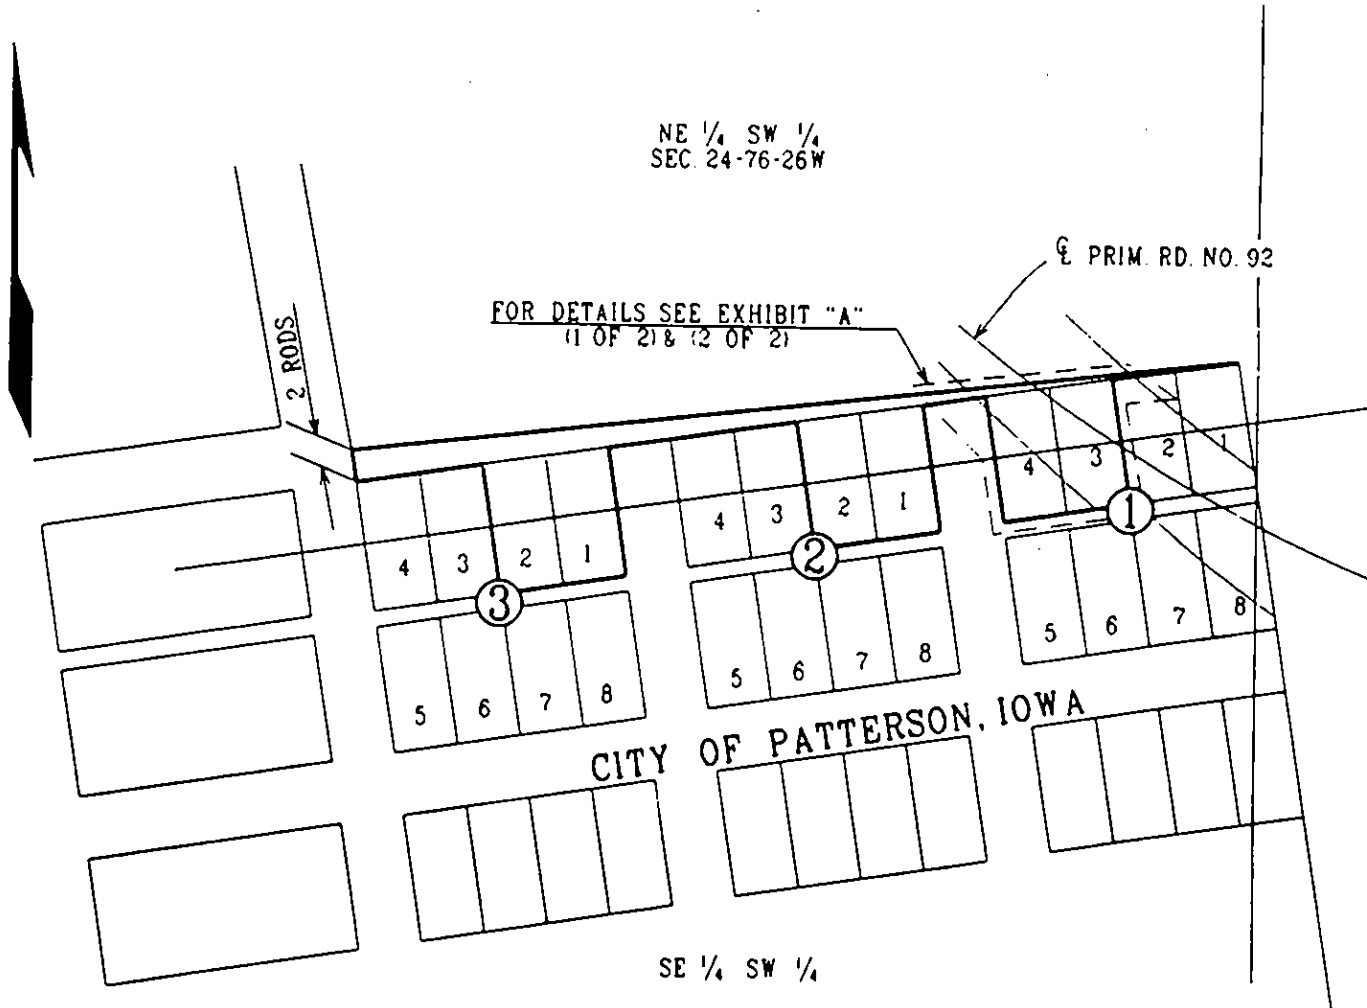 NE 1/4 SW 1/4
SEC. 24-76-26W
℄ PRIM. RD. NO. 92
FOR DETAILS SEE EXHIBIT "A"
(1 OF 2) & (2 OF 2)
2 RODS
4 3 2 1
4 3 2 1
4 3 2 1
1
2
3
5 6 7 8
5 6 7 8
5 6 7 8
CITY OF PATTERSON, IOWA
SE 1/4 SW 1/4